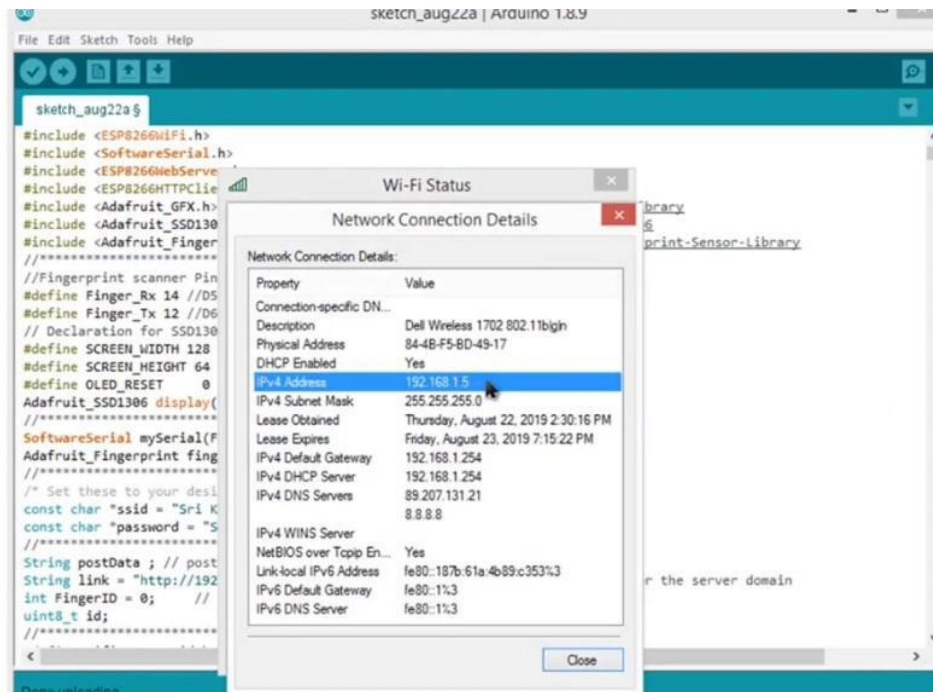 sketch_aug22a | Arduino 1.8.9
File Edit Sketch Tools Help
sketch_aug22a §
#include <ESP8266WiFi.h>
#include <SoftwareSerial.h>
#include <ESP8266WebServe
#include <ESP8266HTTPClie
#include <Adafruit_GFX.h>
brary
#include <Adafruit_SSD130
6
#include <Adafruit_Finger
print-Sensor-Library
//************************
//Fingerprint scanner Pin
#define Finger_Rx 14 //D5
#define Finger_Tx 12 //D6
// Declaration for SSD130
#define SCREEN_WIDTH 128
#define SCREEN_HEIGHT 64
#define OLED_RESET 0
Adafruit_SSD1306 display(
//************************
SoftwareSerial mySerial(F
Adafruit_Fingerprint fing
//************************
/* Set these to your desi
const char *ssid = "Sri K
const char *password = "S
//************************
String postData ; // post
String link = "http://192
r the server domain
int FingerID = 0; //
uint8_t id;
//************************
Wi-Fi Status
Network Connection Details
Network Connection Details:
Property Value
Connection-specific DN...
Description Dell Wireless 1702 802.11b|g|n
Physical Address 84-4B-F5-BD-49-17
DHCP Enabled Yes
IPv4 Address 192.168.1.5
IPv4 Subnet Mask 255.255.255.0
Lease Obtained Thursday, August 22, 2019 2:30:16 PM
Lease Expires Friday, August 23, 2019 7:15:22 PM
IPv4 Default Gateway 192.168.1.254
IPv4 DHCP Server 192.168.1.254
IPv4 DNS Servers 89.207.131.21
8.8.8.8
IPv4 WINS Server
NetBIOS over Tcpip En... Yes
Link-local IPv6 Address fe80::187b:61a:4b89:c353%3
IPv6 Default Gateway fe80::1%3
IPv6 DNS Server fe80::1%3
Close
Done uploading